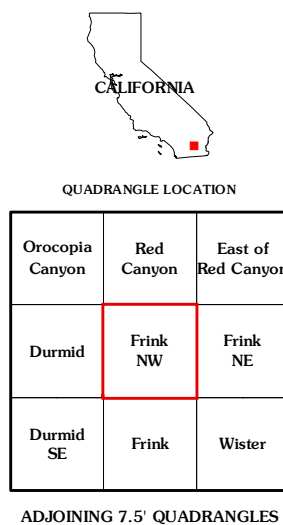 CALIFORNIA
QUADRANGLE LOCATION
Orocopia
Canyon
Red
Canyon
East of
Red Canyon
Durmid
Frink
NW
Frink
NE
Durmid
SE
Frink
Wister
ADJOINING 7.5' QUADRANGLES